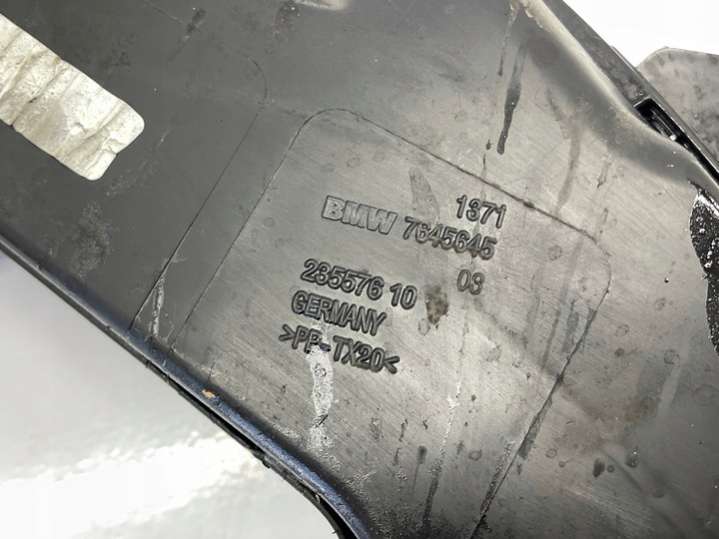 1371
BMW 7645645
03
235576 10
GERMANY
>PP-TX20<